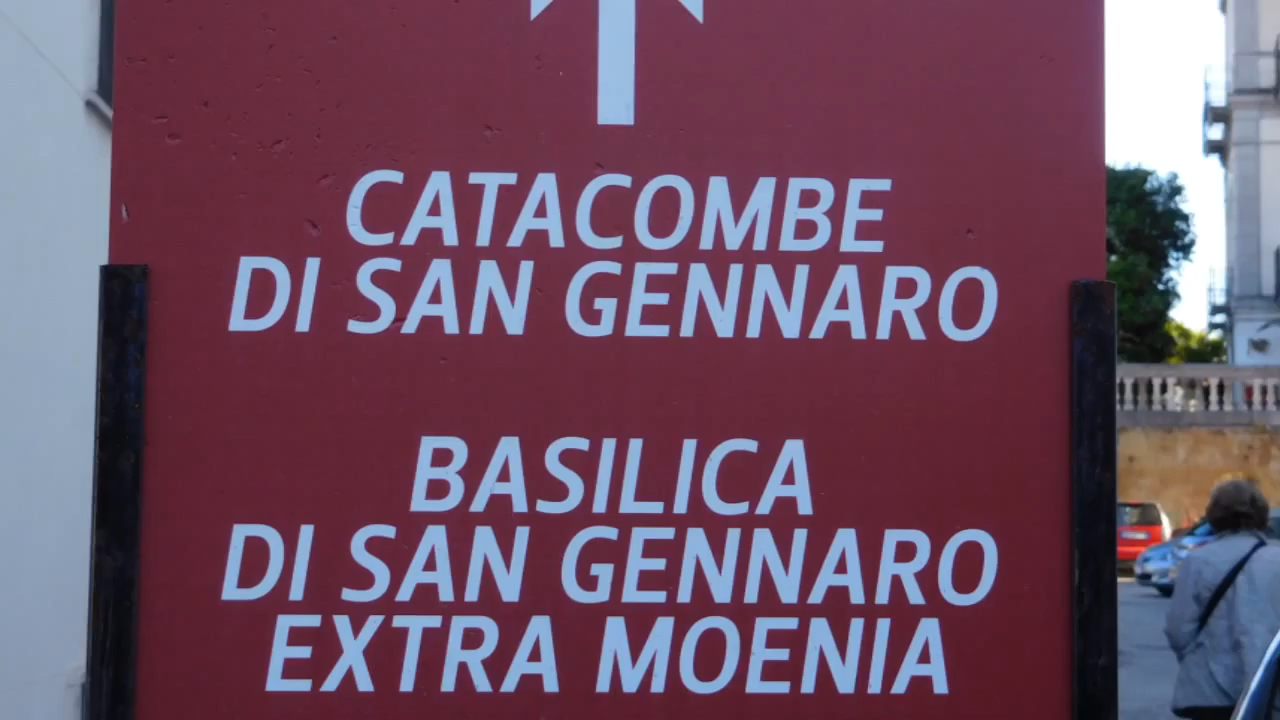 CATACOMBE
DI SAN GENNARO
BASILICA
DI SAN GENNARO
EXTRA MOENIA